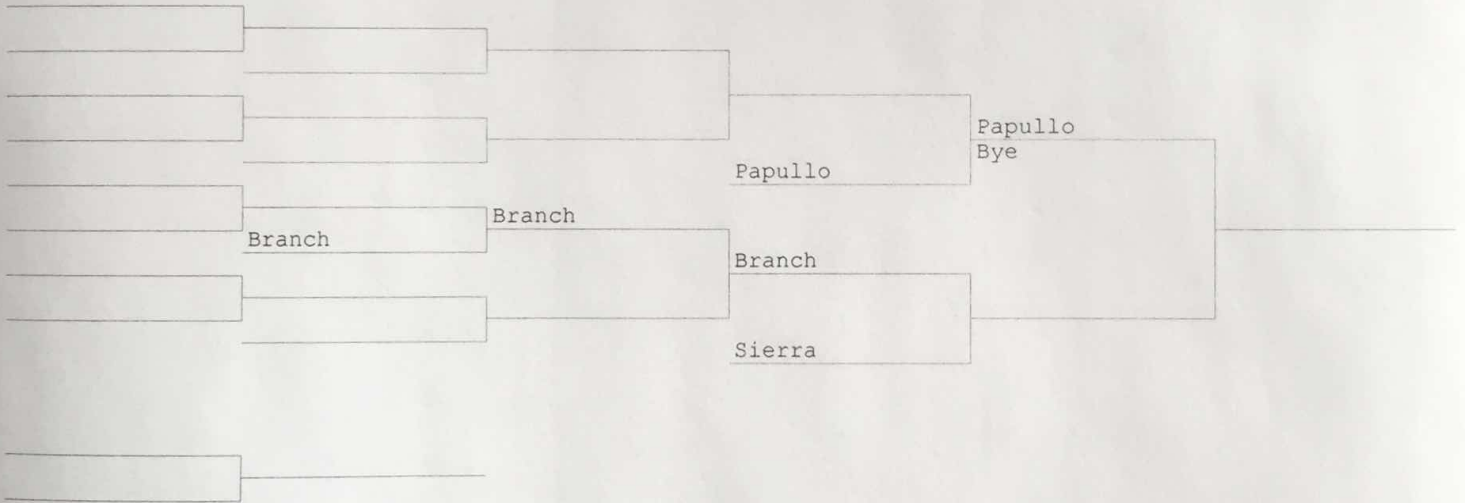 Papullo
Bye
Papullo
Branch
Branch
Branch
Sierra